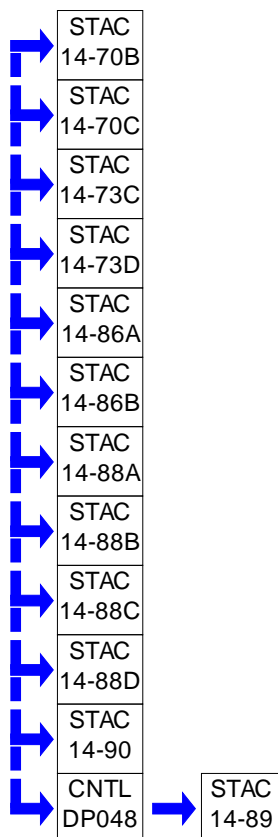 STAC
14-70B
STAC
14-70C
STAC
14-73C
STAC
14-73D
STAC
14-86A
STAC
14-86B
STAC
14-88A
STAC
14-88B
STAC
14-88C
STAC
14-88D
STAC
14-90
CNTL
DP048
STAC
14-89